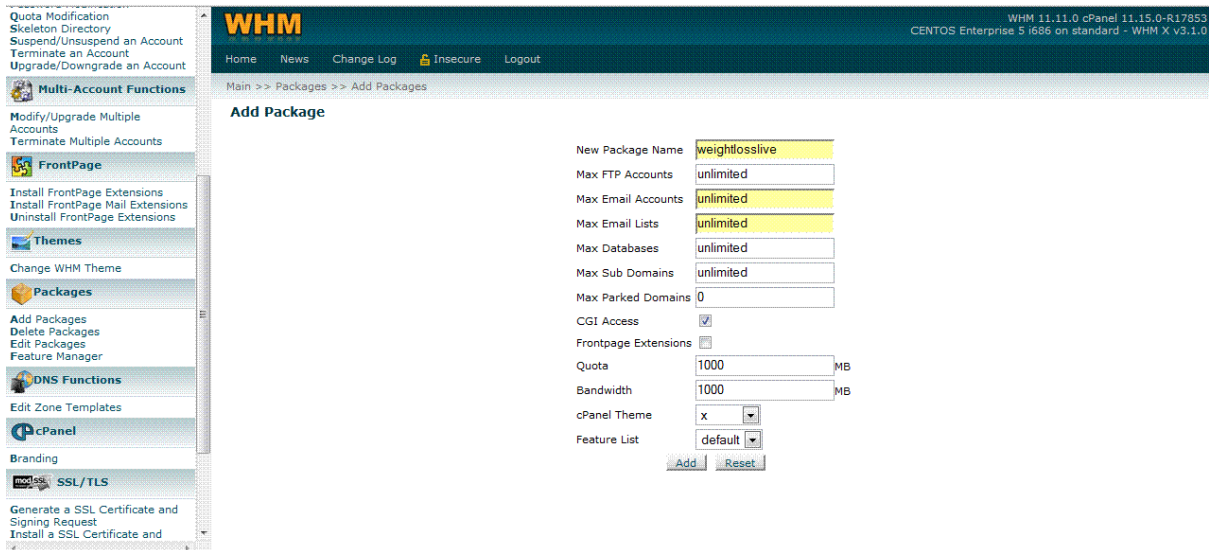 Quota Modification
Skeleton Directory
Suspend/Unsuspend an Account
Terminate an Account
Upgrade/Downgrade an Account
Multi-Account Functions
Modify/Upgrade Multiple
Accounts
Terminate Multiple Accounts
FrontPage
Install FrontPage Extensions
Install FrontPage Mail Extensions
Uninstall FrontPage Extensions
Themes
Change WHM Theme
Packages
Add Packages
Delete Packages
Edit Packages
Feature Manager
DNS Functions
Edit Zone Templates
cPanel
Branding
mod SSL SSL/TLS
Generate a SSL Certificate and
Signing Request
Install a SSL Certificate and
WHM
WHM 11.11.0 cPanel 11.15.0-R17853
CENTOS Enterprise 5 i686 on standard - WHM X v3.1.0
Home News Change Log Insecure Logout
Main >> Packages >> Add Packages
Add Package
New Package Name weightlosslive
Max FTP Accounts unlimited
Max Email Accounts unlimited
Max Email Lists unlimited
Max Databases unlimited
Max Sub Domains unlimited
Max Parked Domains 0
CGI Access
Frontpage Extensions
Quota 1000 MB
Bandwidth 1000 MB
cPanel Theme x
Feature List default
Add Reset